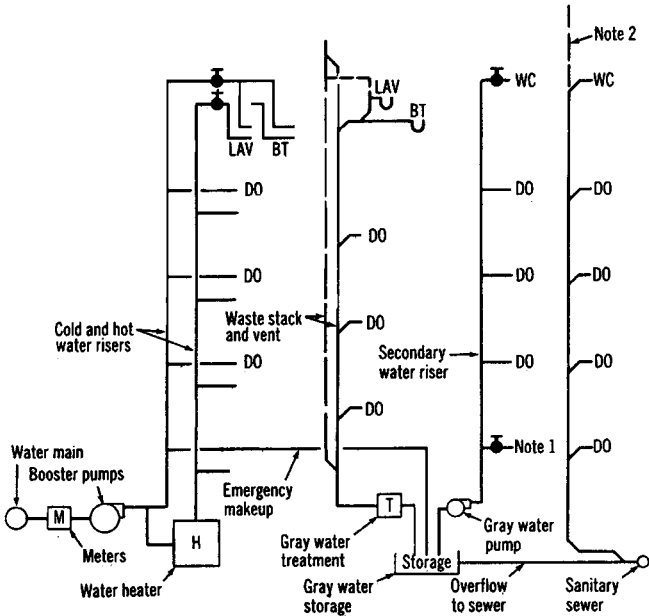 Note 2
LAV
WC
WC
BT
LAV
BT
DO
DO
DO
DO
DO
DO
DO
Cold and hot
water risers
Waste stack
and vent
DO
Secondary
water riser
DO
DO
DO
DO
Water main
Booster pumps
Emergency
makeup
Note 1
DO
M
Meters
H
Water heater
T
Gray water
treatment
Gray water
pump
Storage
Gray water
storage
Overflow
to sewer
Sanitary
sewer